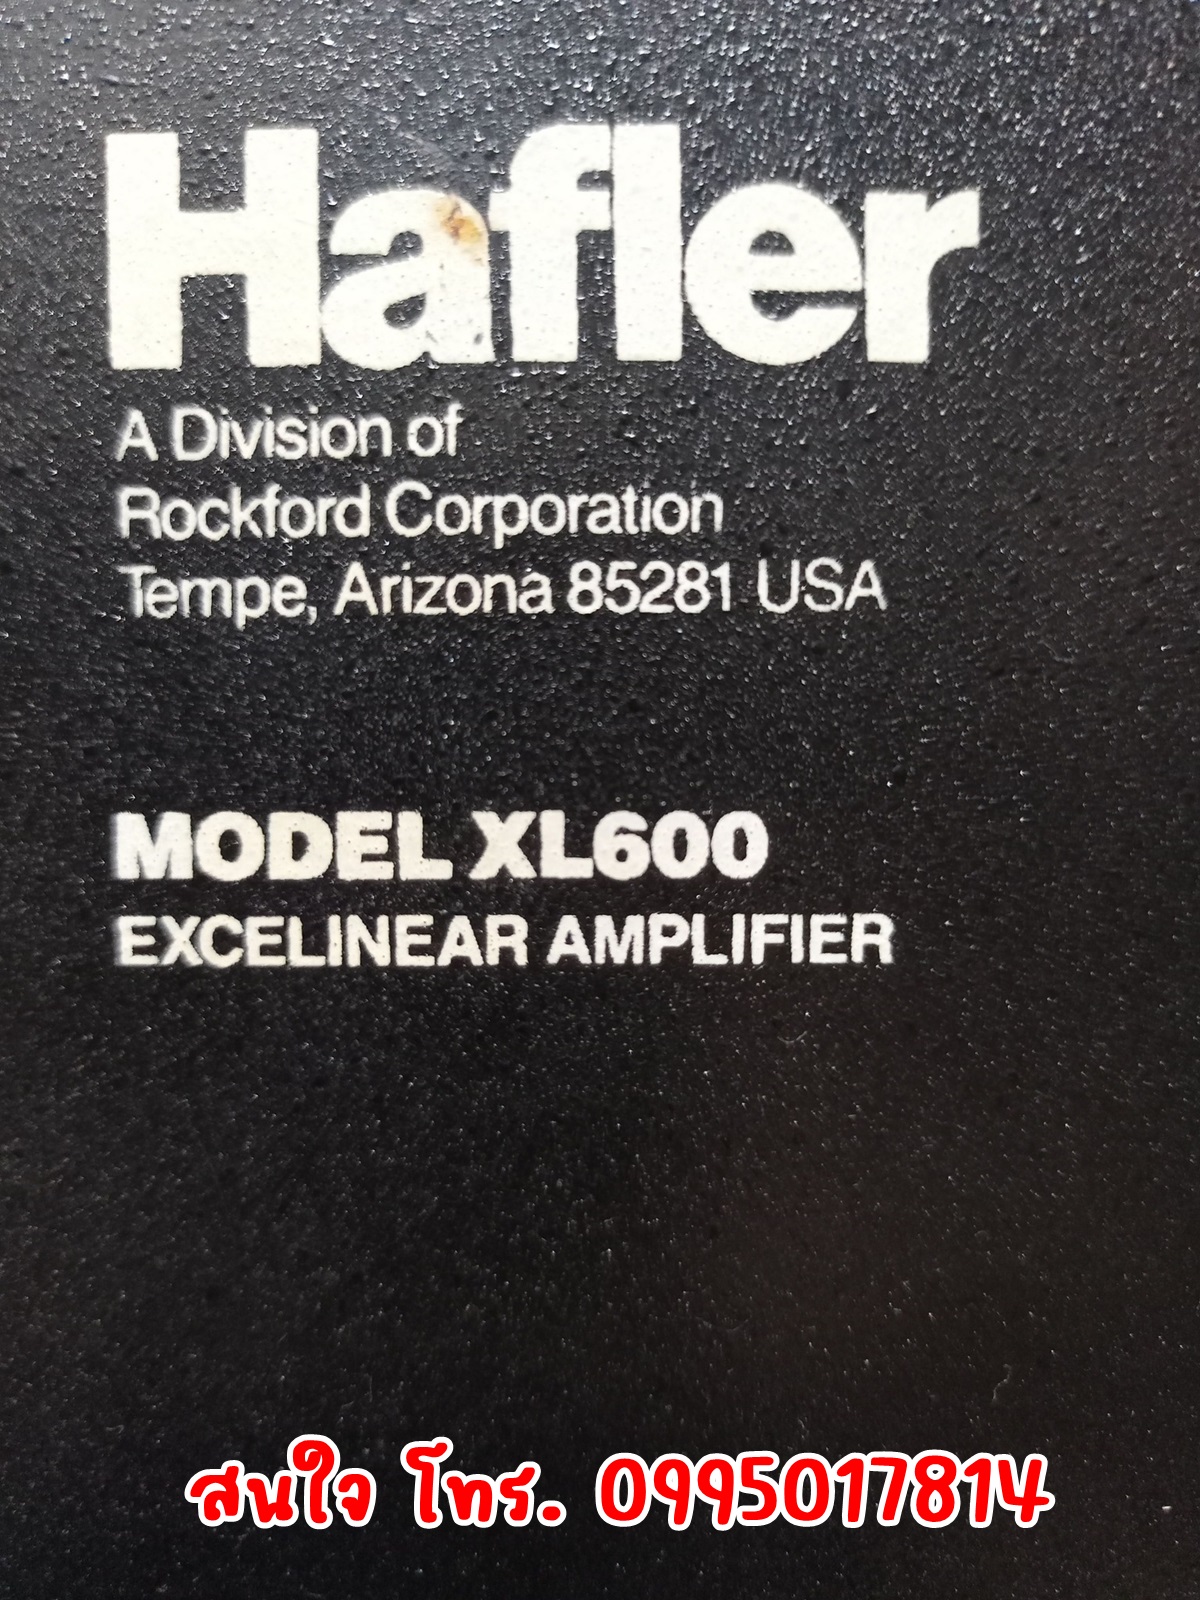 Hafler
A Division of
Rockford Corporation
Tempe, Arizona 85281 USA
MODEL XL600
EXCELINEAR AMPLIFIER
สนใจ โทร. 0995017814